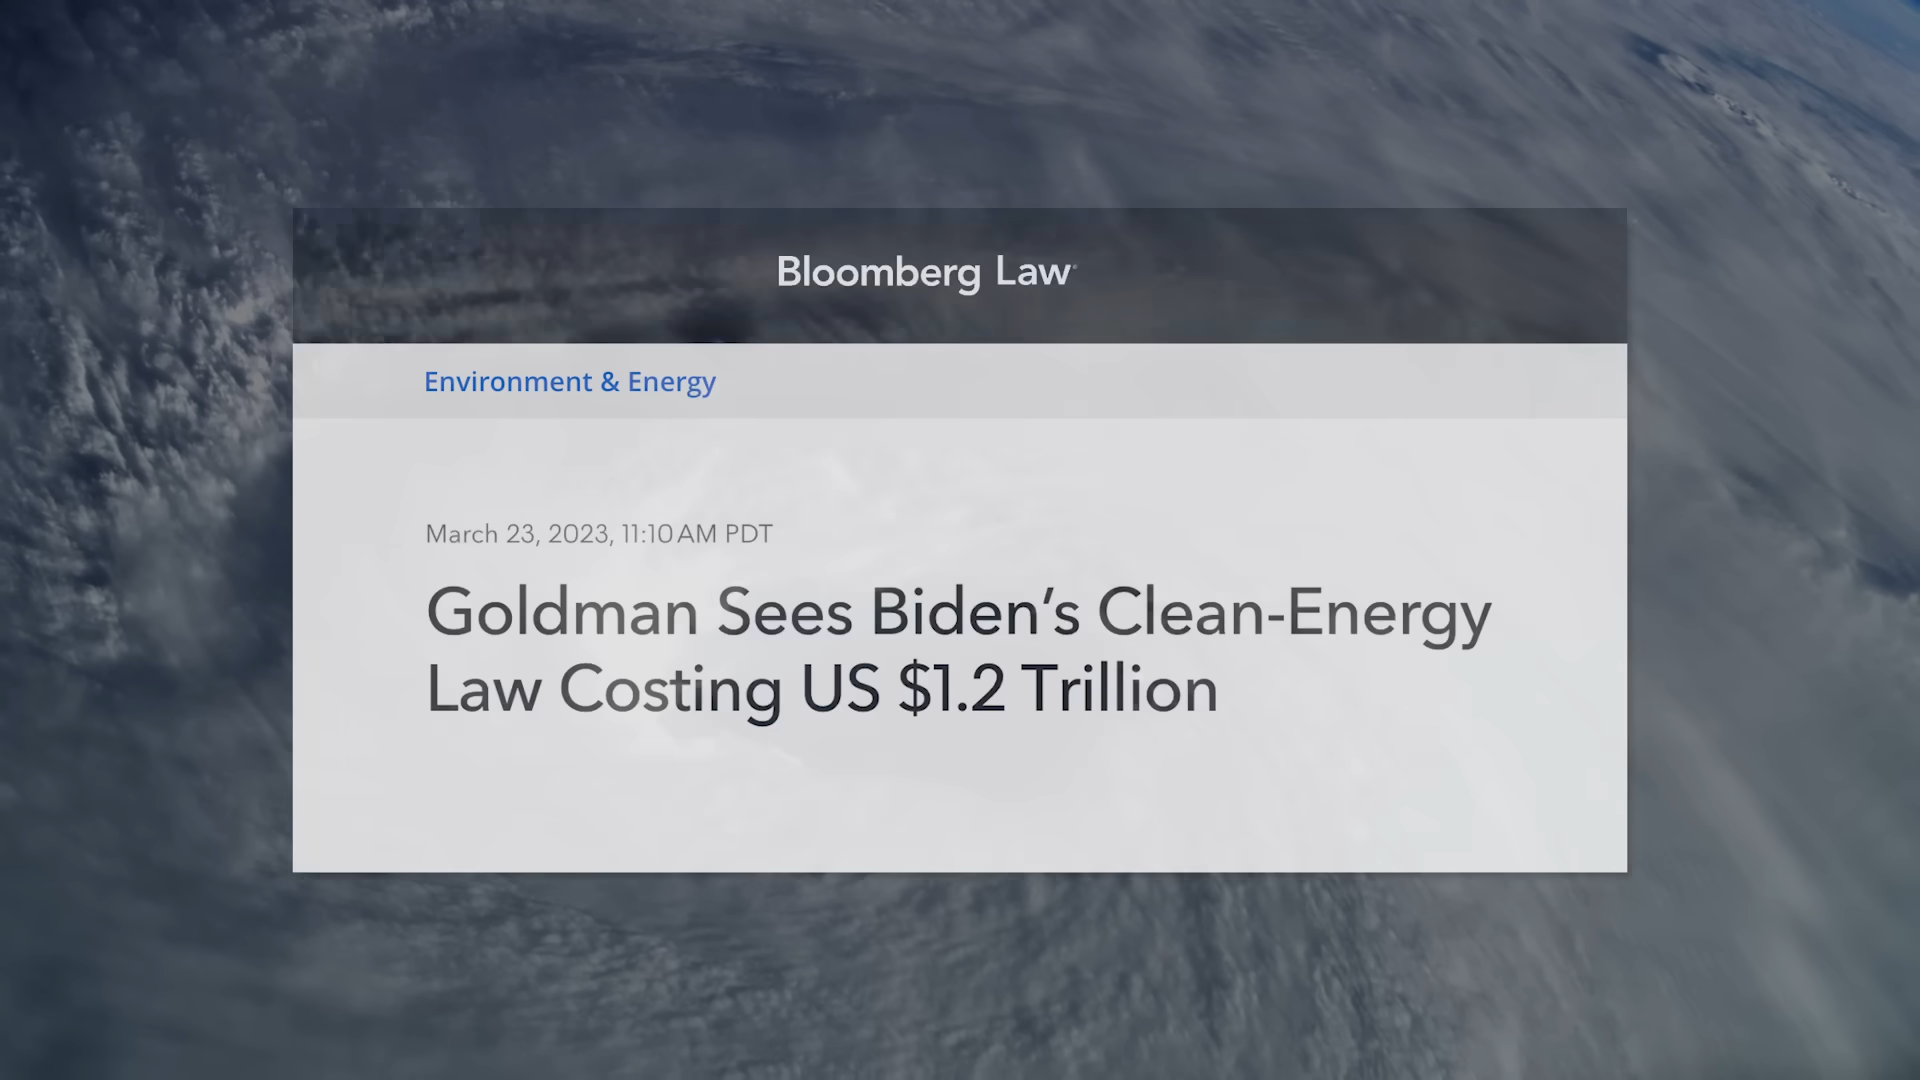 Bloomberg Law
Environment & Energy
March 23, 2023, 11:10 AM PDT
Goldman Sees Biden's Clean-Energy
Law Costing US $1.2 Trillion